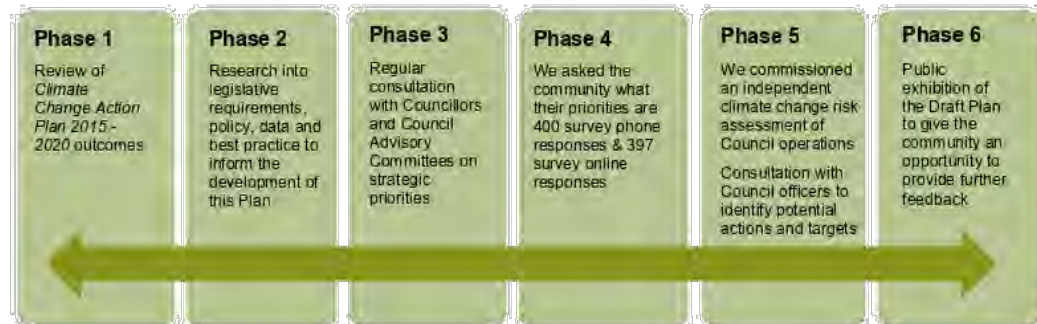 Phase 1
Review of
Climate
Change Action
Plan 2015 -
2020 outcomes
Phase 2
Research into
legislative
requirements,
policy, data and
best practice to
inform the
development of
this Plan
Phase 3
Regular
consultation
with Councillors
and Council
Advisory
Committees on
strategic
priorities
Phase 4
We asked the
community what
their priorities are
400 survey phone
responses & 397
survey online
responses
Phase 5
We commissioned
an independent
climate change risk
assessment of
Council operations
Consultation with
Council officers to
identify potential
actions and targets
Phase 6
Public
exhibition of
the Draft Plan
to give the
community an
opportunity to
provide further
feedback